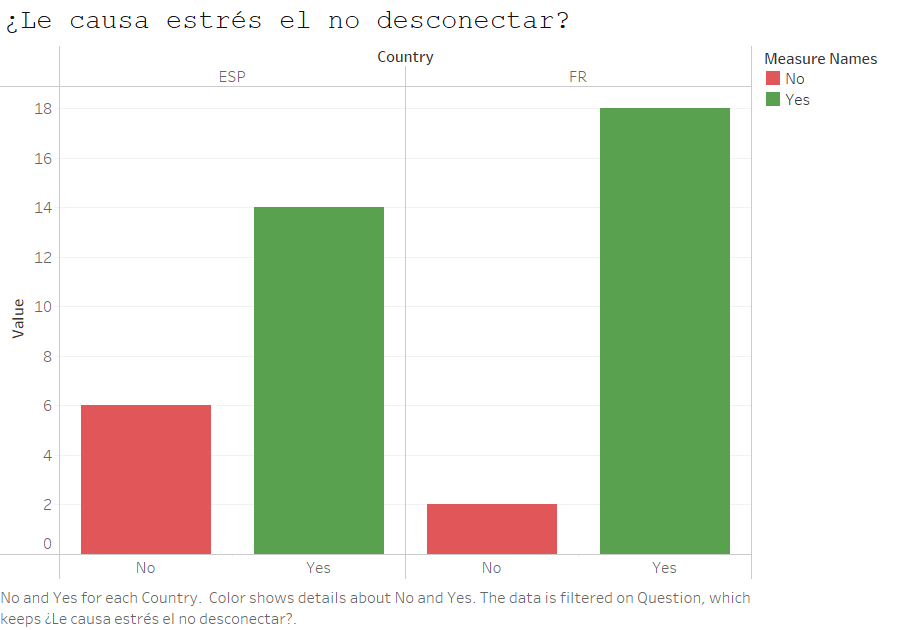 ¿Le causa estrés el no desconectar?
Country
ESP
FR
Measure Names
No
Yes
Value
18
16
14
12
10
8
6
4
2
0
No
Yes
No
Yes
No and Yes for each Country.  Color shows details about No and Yes. The data is filtered on Question, which
keeps ¿Le causa estrés el no desconectar?.